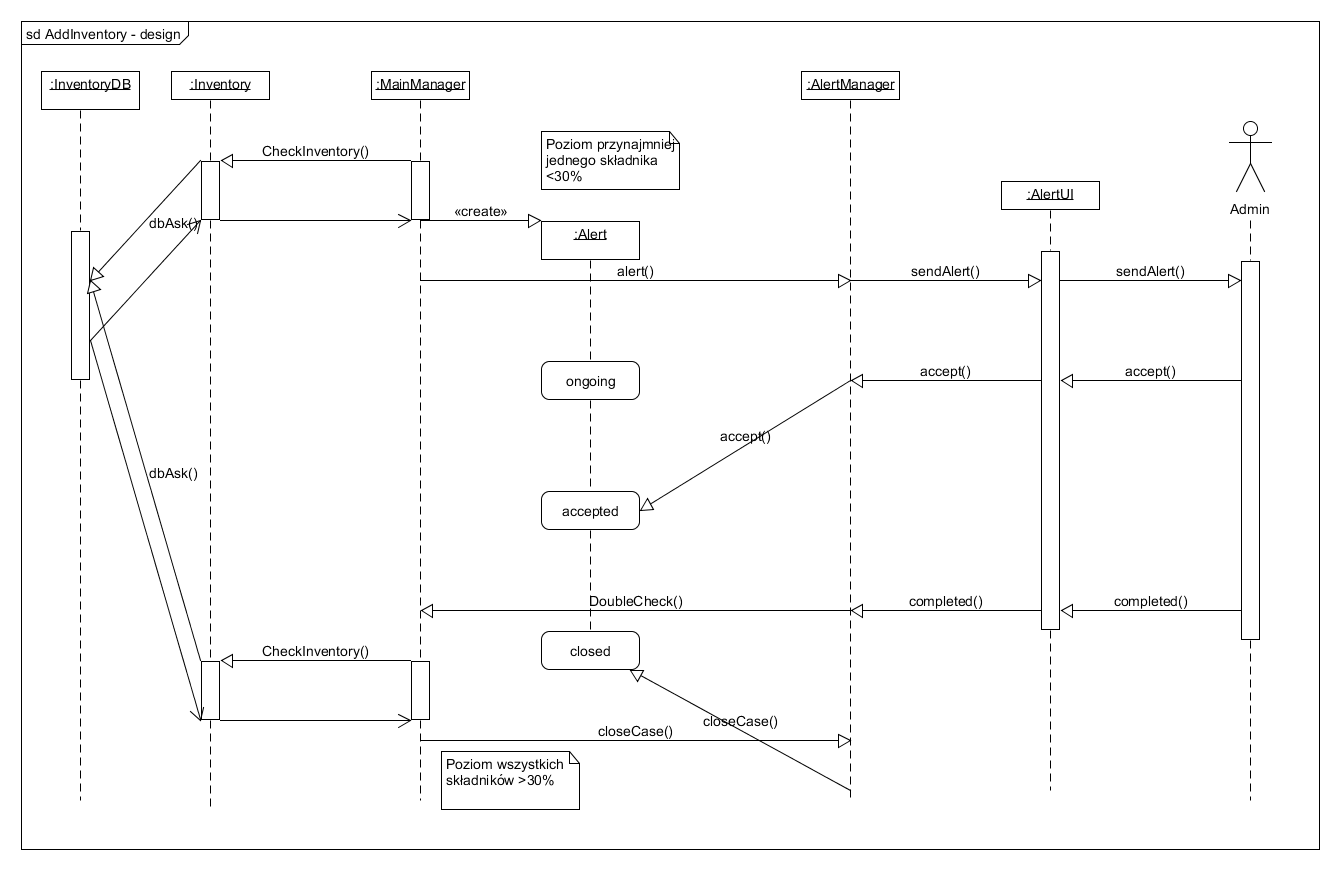 sd AddInventory - design
:InventoryDB
:Inventory
:MainManager
:AlertManager
Poziom przynajmniej
jednego składnika
<30%
CheckInventory()
:AlertUI
Admin
«create»
dbAsk()
:Alert
alert()
sendAlert()
sendAlert()
ongoing
accept()
accept()
accept()
dbAsk()
accepted
DoubleCheck()
completed()
completed()
CheckInventory()
closed
closeCase()
closeCase()
Poziom wszystkich
składników >30%